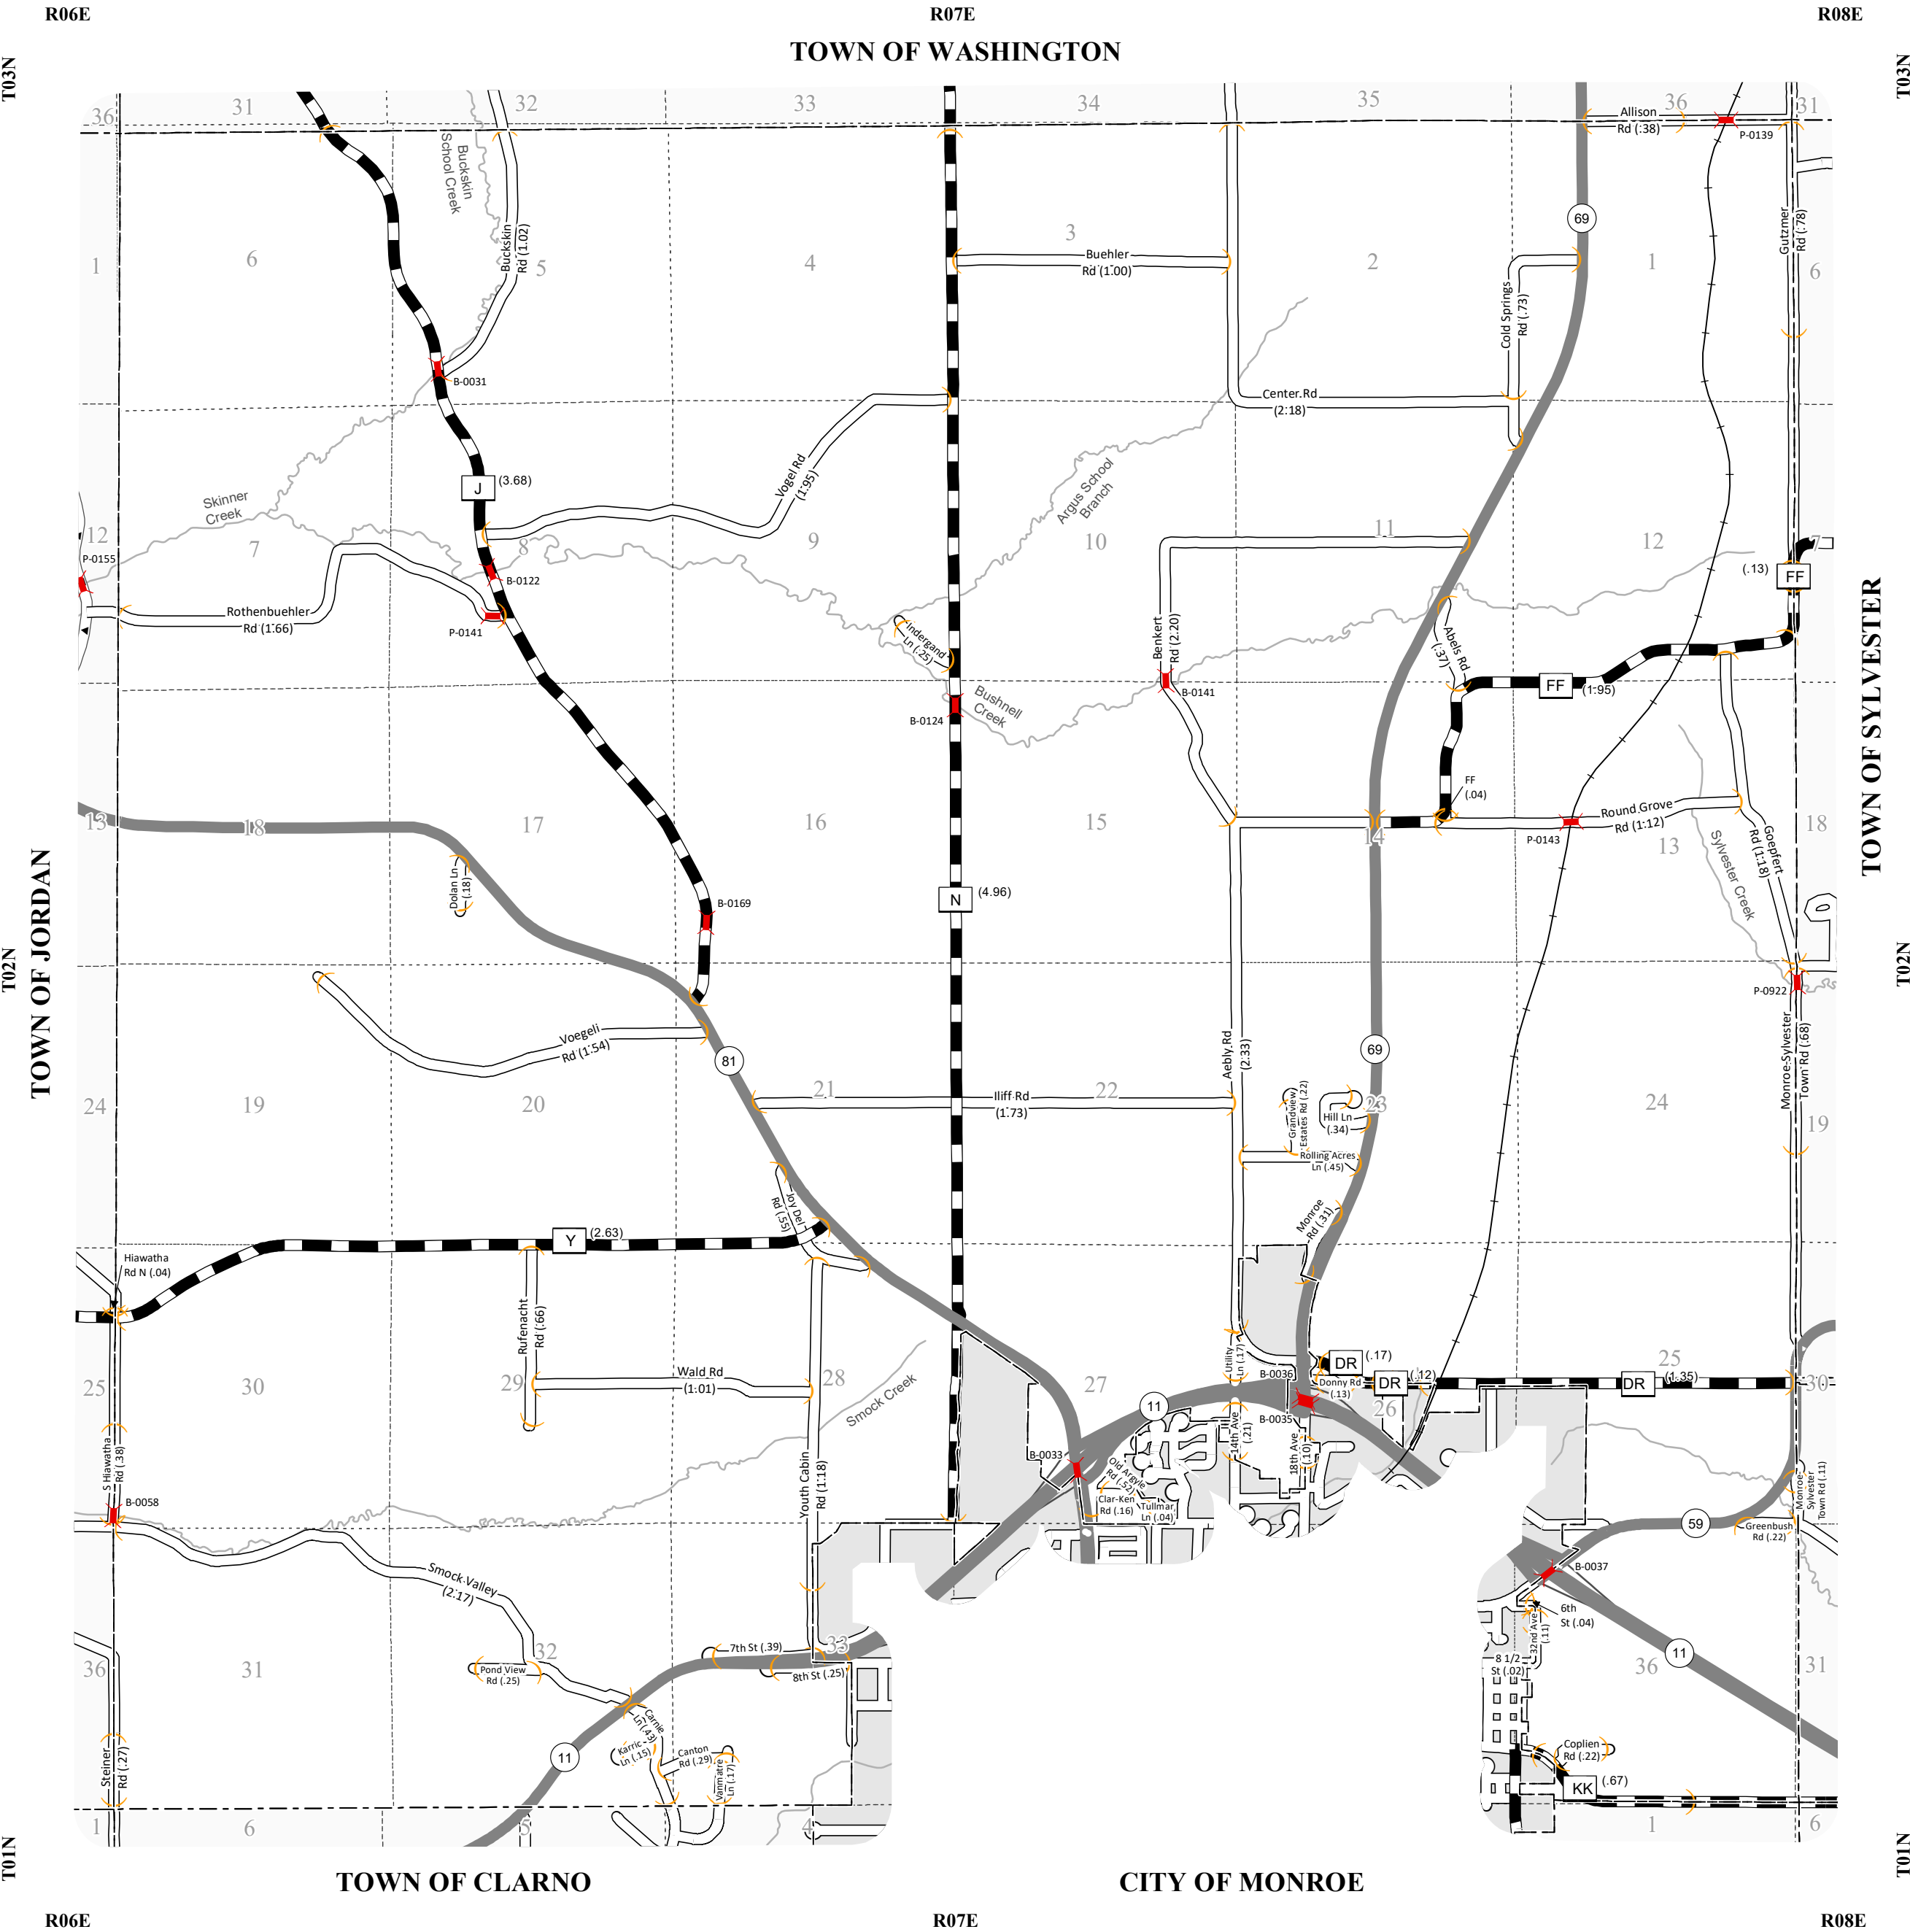 R06E
R07E
R08E
T03N
TOWN OF WASHINGTON
T03N
36
31
32
33
34
35
36
31
Allison
Rd (.38)
P-0139
Buckskin
School Creek
69
Gutzmer
Rd (.78)
1
6
Buckskin
Rd (1.02)
5
4
3
Buehler
Rd (1.00)
2
1
6
Cold Springs
Rd (.73)
B-0031
Center Rd
(2.18)
J
(3.68)
Vogel Rd
(1.95)
Argus School
Branch
Skinner
Creek
12
7
8
9
10
11
12
7
P-0155
B-0122
(.13)
FF
Rothenbuehler
Rd (1.66)
P-0141
Indergand
Ln (.25)
Benkert
Rd (2.20)
Abels Rd
(.37)
TOWN OF SYLVESTER
B-0141
FF
(1.95)
Bushnell
Creek
B-0124
FF
(.04)
13
18
17
16
15
14
Round Grove
Rd (1.12)
P-0143
13
18
Goepfert
Rd (1.18)
Sylvester Creek
Dolan Ln
(.18)
B-0169
N
(4.96)
TOWN OF JORDAN
T02N
T02N
P-0922
Voegeli
Rd (1.54)
81
Aebly Rd
(2.33)
69
Monroe-Sylvester
Town Rd (.68)
24
19
20
21
Iliff Rd
(1.73)
22
Grandview
Estates Rd (.22)
Hill Ln
(.34)
23
24
19
Rolling Acres
Ln (.45)
Joy Del
Rd (.55)
Monroe
Rd (.31)
Y
(2.63)
Hiawatha
Rd N (.04)
Rufenacht
Rd (.66)
Utility
Ln (.17)
DR
(.17)
B-0036
Donny Rd
(.13)
DR
(.12)
25
DR
(1.35)
30
25
30
29
Wald Rd
(1.01)
28
27
26
Smock Creek
11
B-0035
14th Ave
(.21)
18th Ave
(.10)
B-0033
S Hiawatha
Rd (.38)
Youth Cabin
Rd (1.18)
Old Argyle
Rd (.52)
Clar-Ken
Rd (.16)
Tullmar
Ln (.04)
Monroe-
Sylvester
Town Rd (.11)
B-0058
59
Greenbush
Rd (.22)
Smock Valley
(2.17)
B-0037
6th
St (.04)
32nd Ave
(.11)
36
31
32
Pond View
Rd (.25)
7th St (.39)
8th St (.25)
33
8 1/2
St (.02)
36
11
31
Carnie
Ln (.43)
Karric
Ln (.15)
Canton
Rd (.29)
Vanmatre
Ln (.17)
11
Steiner
Rd (.27)
Coplien
Rd (.22)
KK
(.67)
1
6
5
4
1
6
T01N
T01N
TOWN OF CLARNO
CITY OF MONROE
R06E
R07E
R08E